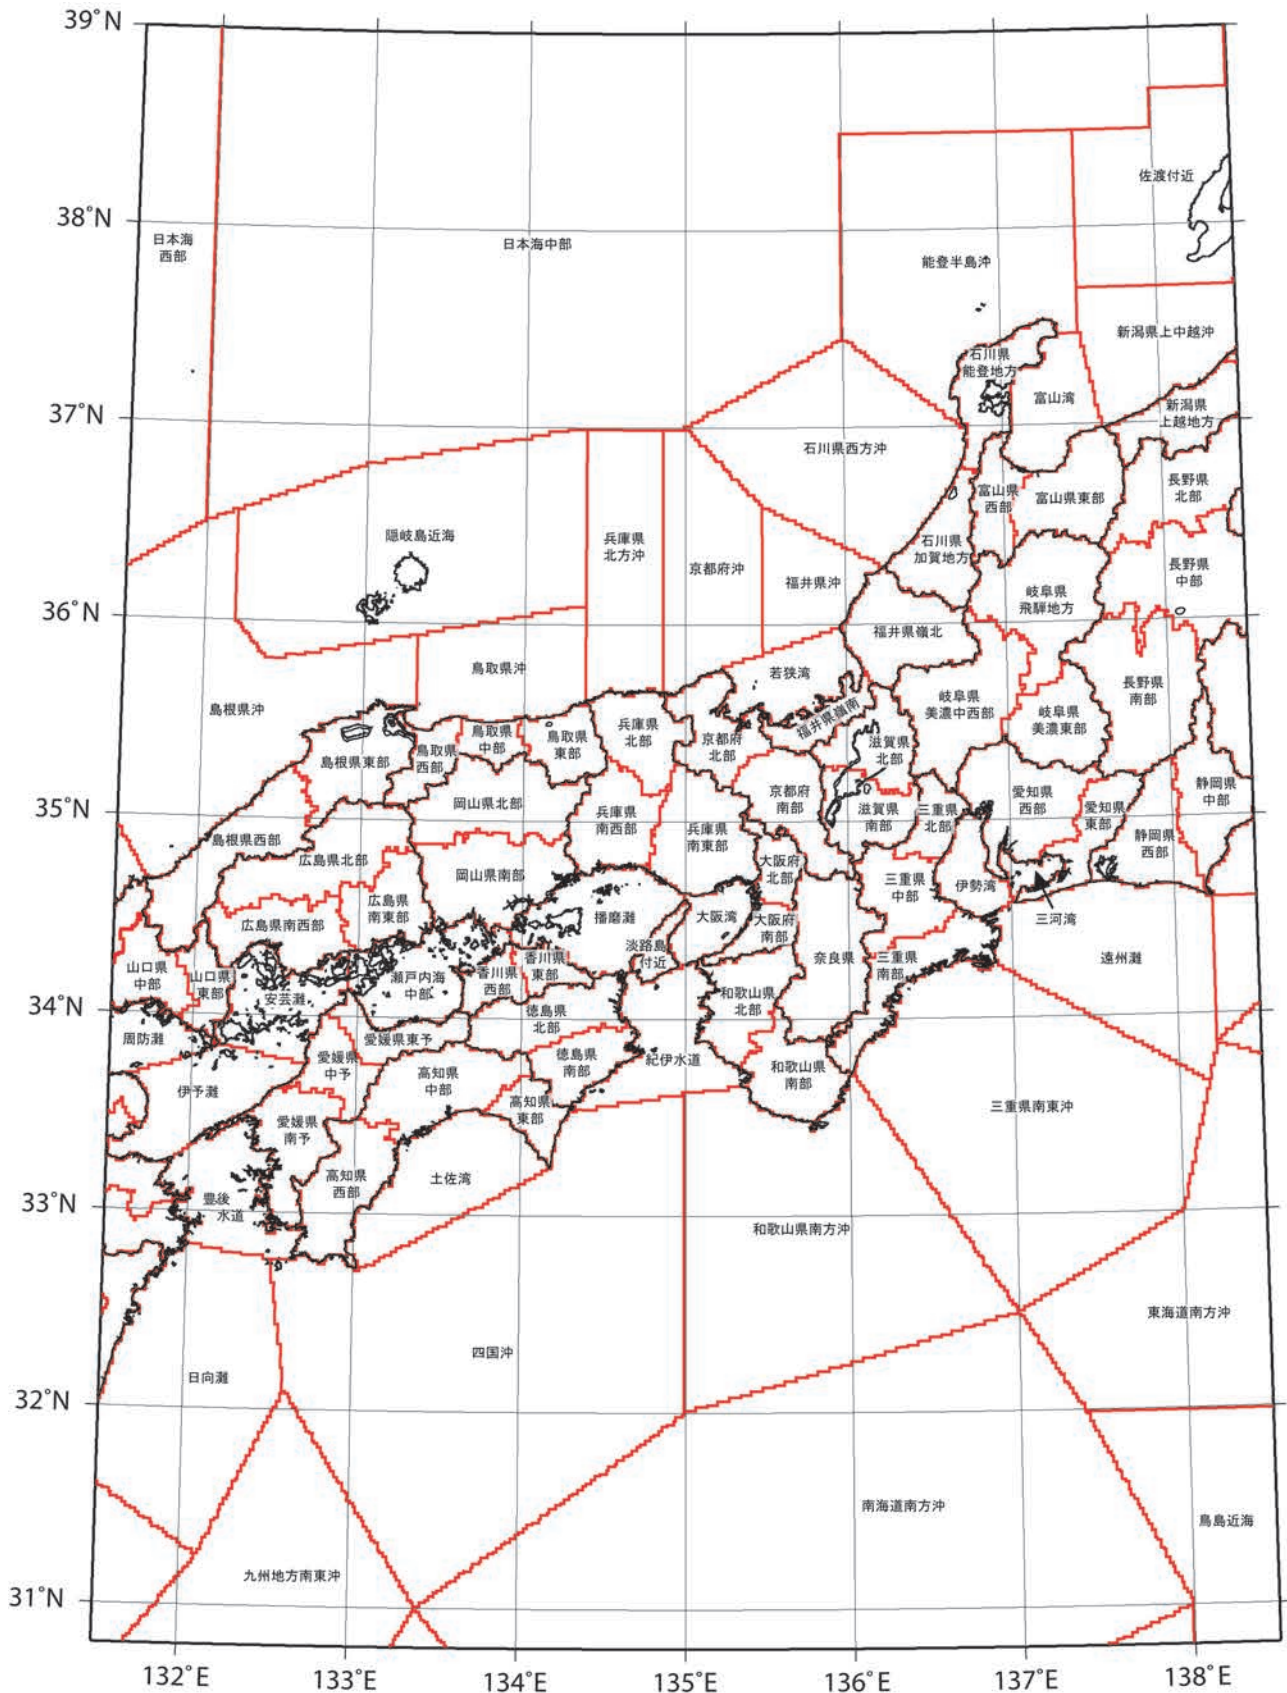 39°N
佐渡付近
38°N
日本海
西部
日本海中部
能登半島沖
新潟県上中越沖
石川県
能登地方
富山湾
新潟県
上越地方
37°N
石川県西方沖
長野県
北部
富山県
西部
富山県東部
隠岐島近海
兵庫県
北方沖
京都府沖
福井県沖
石川県
加賀地方
長野県
中部
岐阜県
飛騨地方
36°N
福井県嶺北
鳥取県沖
若狭湾
島根県沖
福井県嶺南
岐阜県
美濃中西部
岐阜県
美濃東部
長野県
南部
島根県東部
鳥取県
西部
鳥取県
中部
鳥取県
東部
兵庫県
北部
京都府
北部
滋賀県
北部
静岡県
中部
35°N
岡山県北部
兵庫県
南西部
兵庫県
南東部
京都府
南部
滋賀県
南部
三重県
北部
愛知県
西部
愛知県
東部
静岡県
西部
島根県西部
広島県北部
岡山県南部
大阪府
北部
三重県
中部
伊勢湾
三河湾
広島県南西部
広島県
南東部
播磨灘
大阪湾
大阪府
南部
淡路島
付近
奈良県
三重県
南部
遠州灘
山口県
中部
山口県
東部
安芸灘
瀬戸内海
中部
香川県
西部
香川県
東部
和歌山県
北部
34°N
周防灘
愛媛県東予
徳島県
北部
紀伊水道
伊予灘
愛媛県
中予
高知県
中部
徳島県
南部
和歌山県
南部
高知県
東部
三重県南東沖
愛媛県
南予
高知県
西部
土佐湾
33°N
豊後
水道
和歌山県南方沖
東海道南方沖
四国沖
日向灘
32°N
南海道南方沖
鳥島近海
九州地方南東沖
31°N
132°E
133°E
134°E
135°E
136°E
137°E
138°E